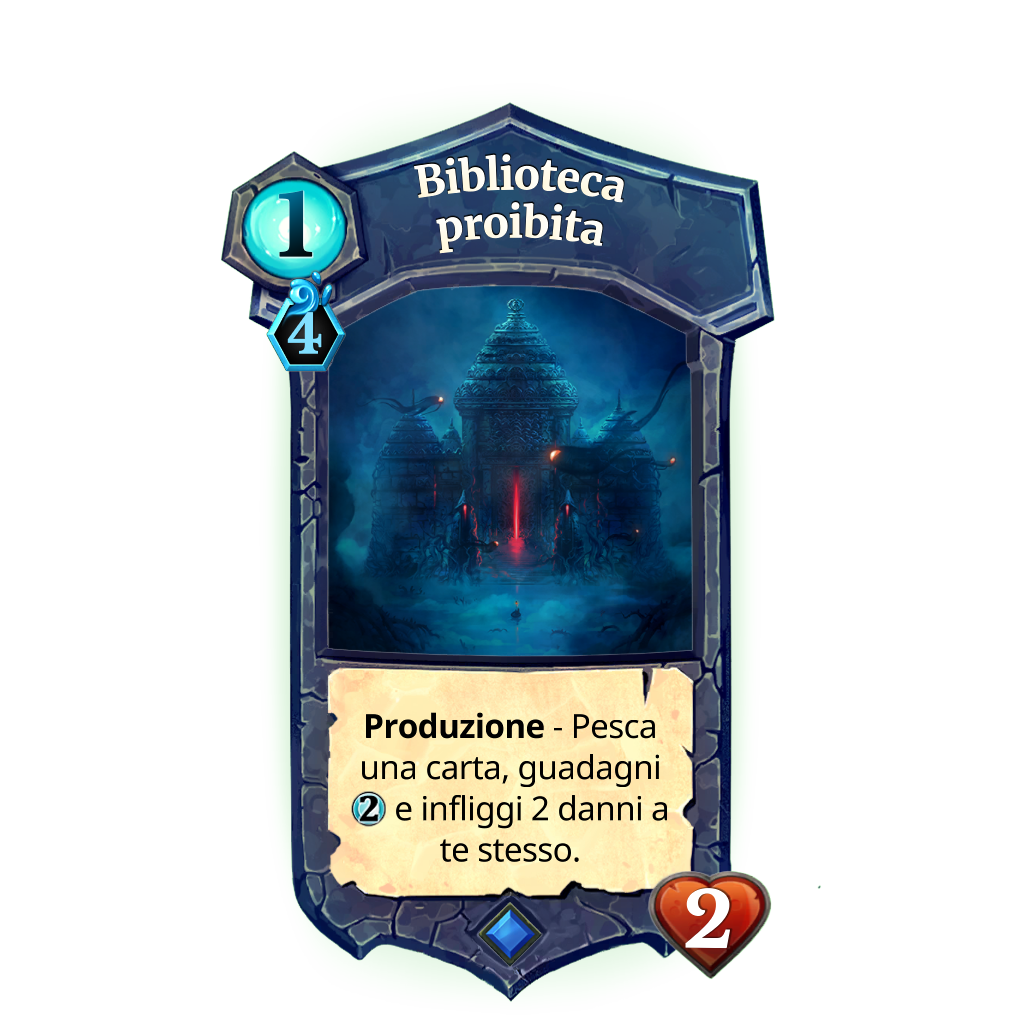 Biblioteca
proibita
1
4
Produzione - Pesca
una carta, guadagni
2 e infliggi 2 danni a
te stesso.
2